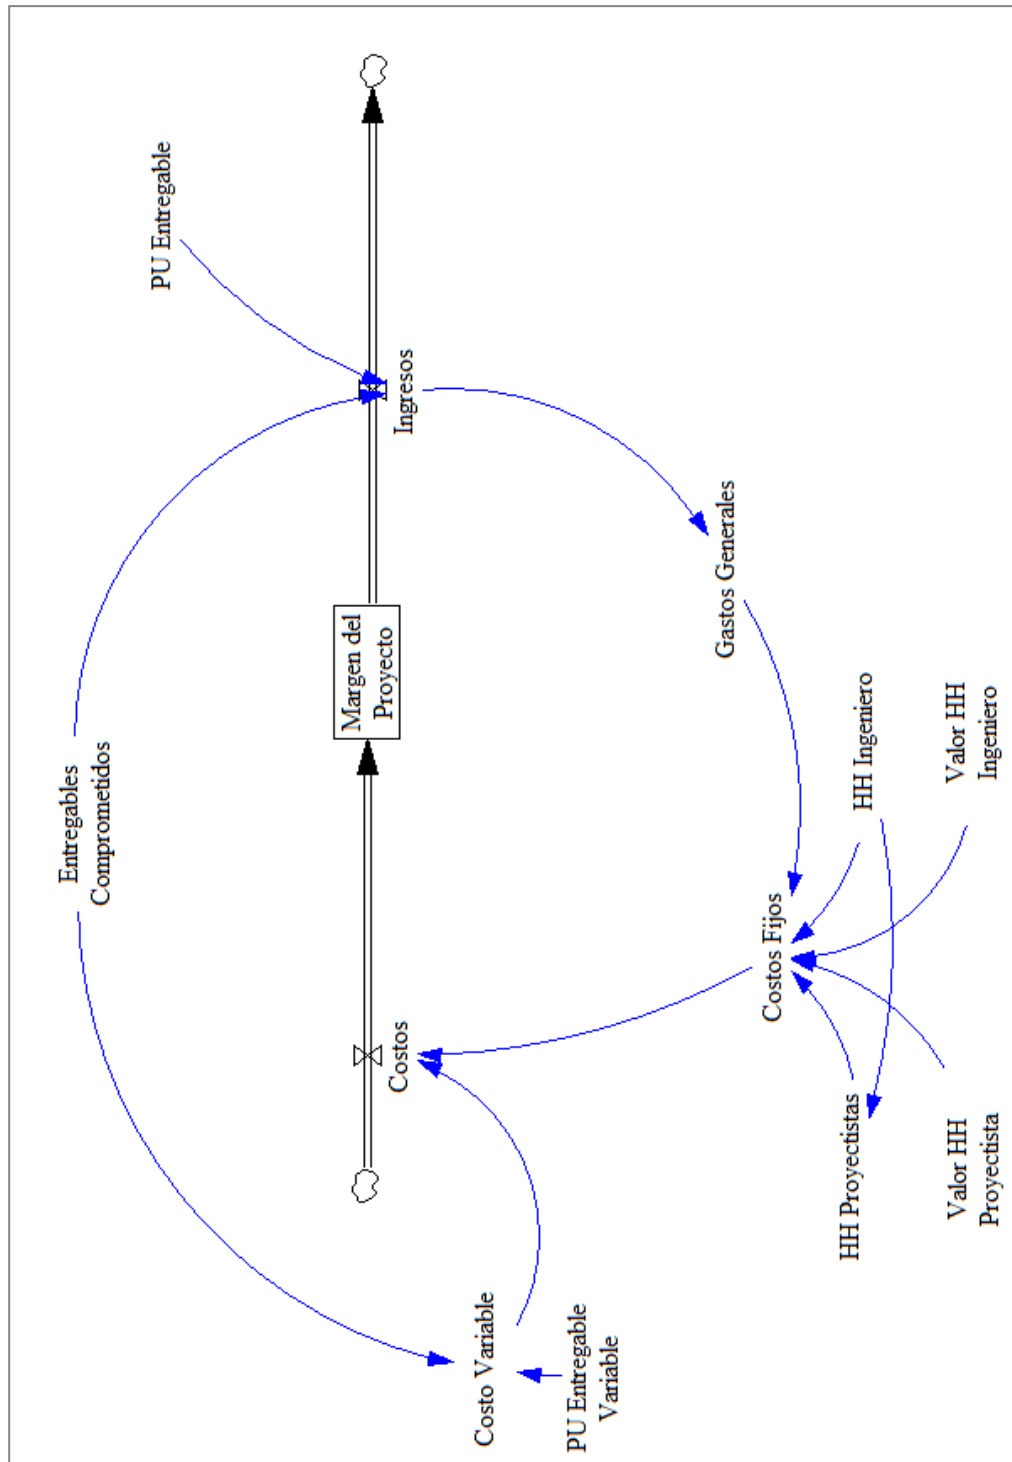 Entregables
Comprometidos
PU Entregable
Costos
Margen del
Proyecto
Ingresos
Costo Variable
PU Entregable
Variable
Gastos Generales
Costos Fijos
HH Proyectistas
HH Ingeniero
Valor HH
Proyectista
Valor HH
Ingeniero